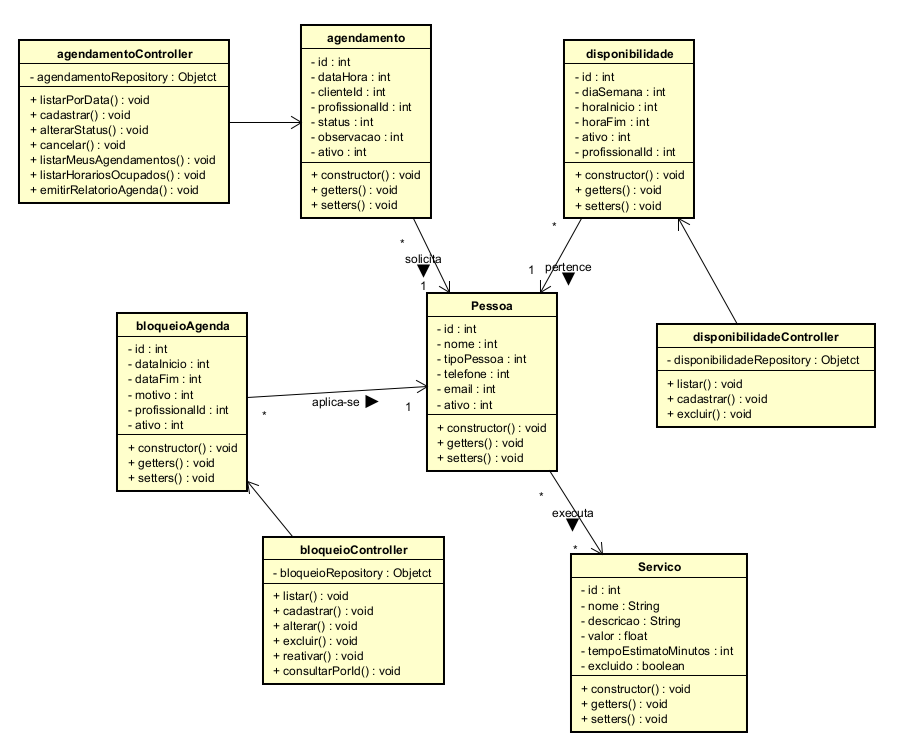 agendamentoController
- agendamentoRepository : Objetct
+ listarPorData() : void
+ cadastrar() : void
+ alterarStatus() : void
+ cancelar() : void
+ listarMeusAgendamentos() : void
+ listarHorariosOcupados() : void
+ emitirRelatorioAgenda() : void
agendamento
- id : int
- dataHora : int
- clienteId : int
- profissionalId : int
- status : int
- observacao : int
- ativo : int
+ constructor() : void
+ getters() : void
+ setters() : void
disponibilidade
- id : int
- diaSemana : int
- horaInicio : int
- horaFim : int
- ativo : int
- profissionalId : int
+ constructor() : void
+ getters() : void
+ setters() : void
*
solicita
1
*
pertence
1
bloqueioAgenda
- id : int
- dataInicio : int
- dataFim : int
- motivo : int
- profissionalId : int
- ativo : int
+ constructor() : void
+ getters() : void
+ setters() : void
*
aplica-se
1
Pessoa
- id : int
- nome : int
- tipoPessoa : int
- telefone : int
- email : int
- ativo : int
+ constructor() : void
+ getters() : void
+ setters() : void
disponibilidadeController
- disponibilidadeRepository : Objetct
+ listar() : void
+ cadastrar() : void
+ excluir() : void
*
executa
*
bloqueioController
- bloqueioRepository : Objetct
+ listar() : void
+ cadastrar() : void
+ alterar() : void
+ excluir() : void
+ reativar() : void
+ consultarPorId() : void
Servico
- id : int
- nome : String
- descricao : String
- valor : float
- tempoEstimatoMinutos : int
- excluido : boolean
+ constructor() : void
+ getters() : void
+ setters() : void